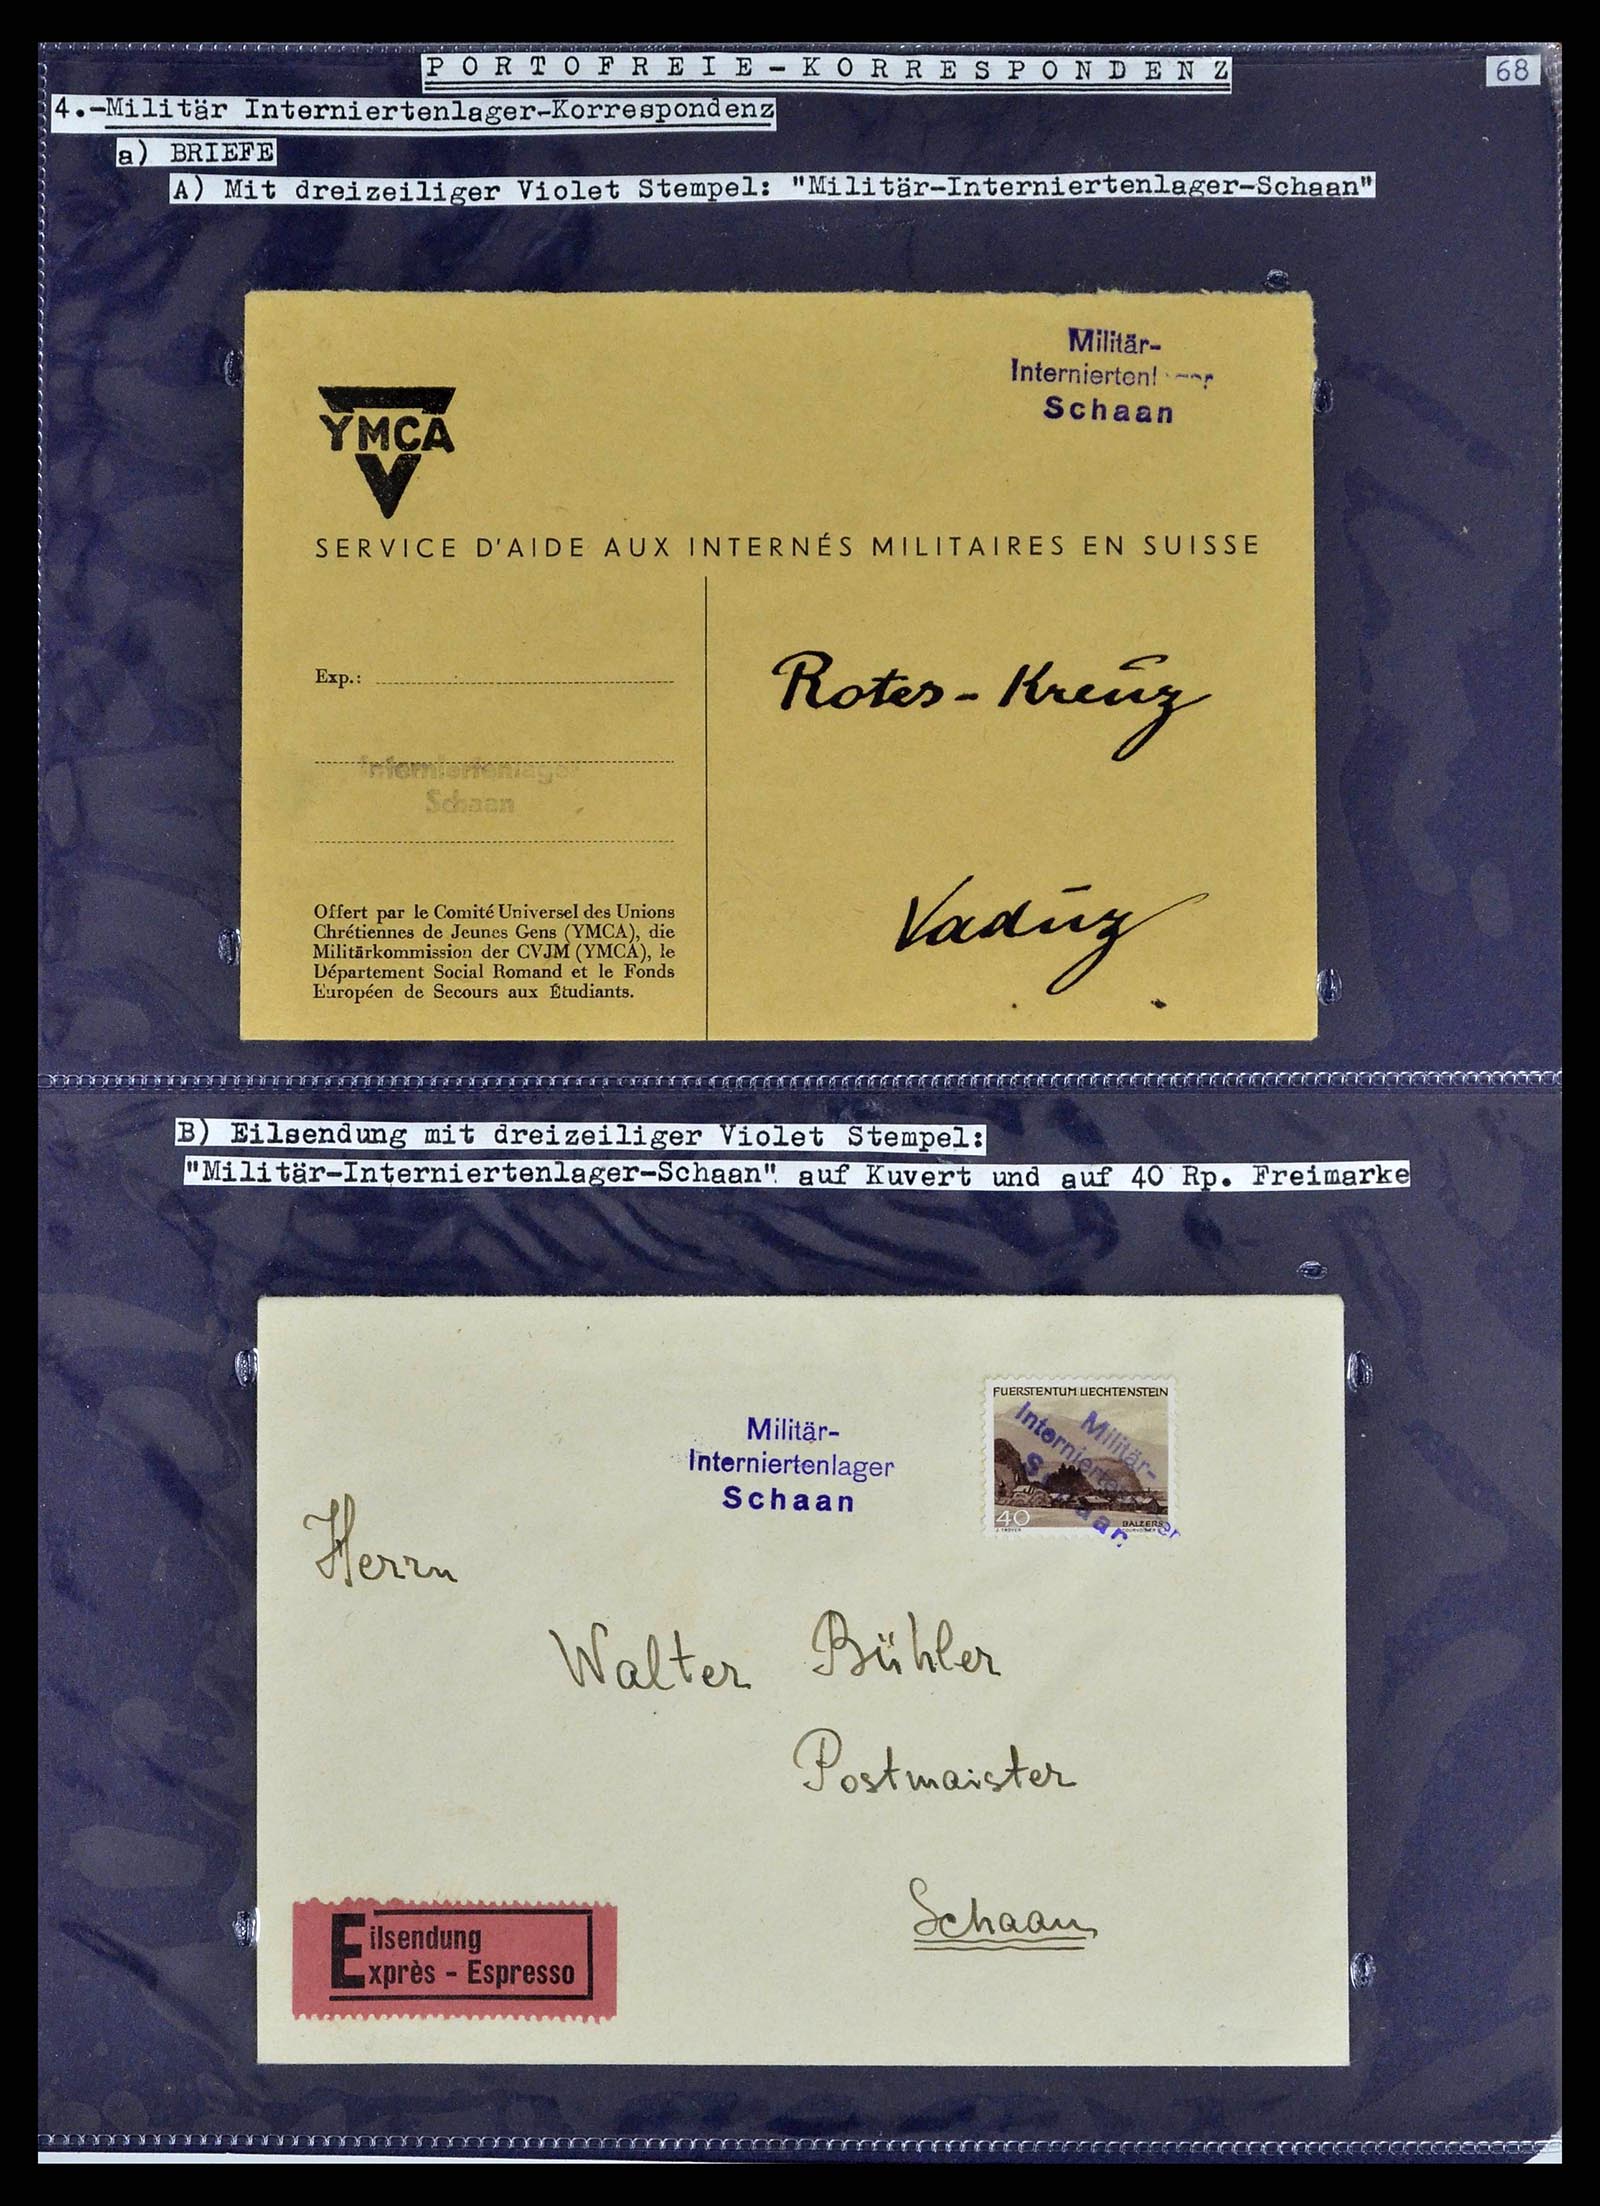 PORTOFREIE-KORRESPONDENZ
68
4.-Militär Interniertenlager-Korrespondenz
a) BRIEFE
A) Mit dreizeiliger Violet Stempel: "Militär-Interniertenlager-Schaan"
Militär-
Interniertenlager
Schaan
YMCA
SERVICE D'AIDE AUX INTERNÉS MILITAIRES EN SUISSE
Exp.:
Interniertenlager
Schaan
Rotes-Kreuz
Vaduz
Offert par le Comité Universel des Unions
Chrétiennes de Jeunes Gens (YMCA), die
Militärkommission der CVJM (YMCA), le
Département Social Romand et le Fonds
Européen de Secours aux Étudiants.
B) Eilsendung mit dreizeiliger Violet Stempel:
"Militär-Interniertenlager-Schaan" auf Kuvert und auf 40 Rp. Freimarke
FUERSTENTUM LIECHTENSTEIN
Militär-
Interniertenlager
Schaan
40
BALZERS
Militär-
Interniertenlager
Schaan
Herrn
Walter Bühler
Postmaister
Schaan
Eilsendung
Exprès - Espresso